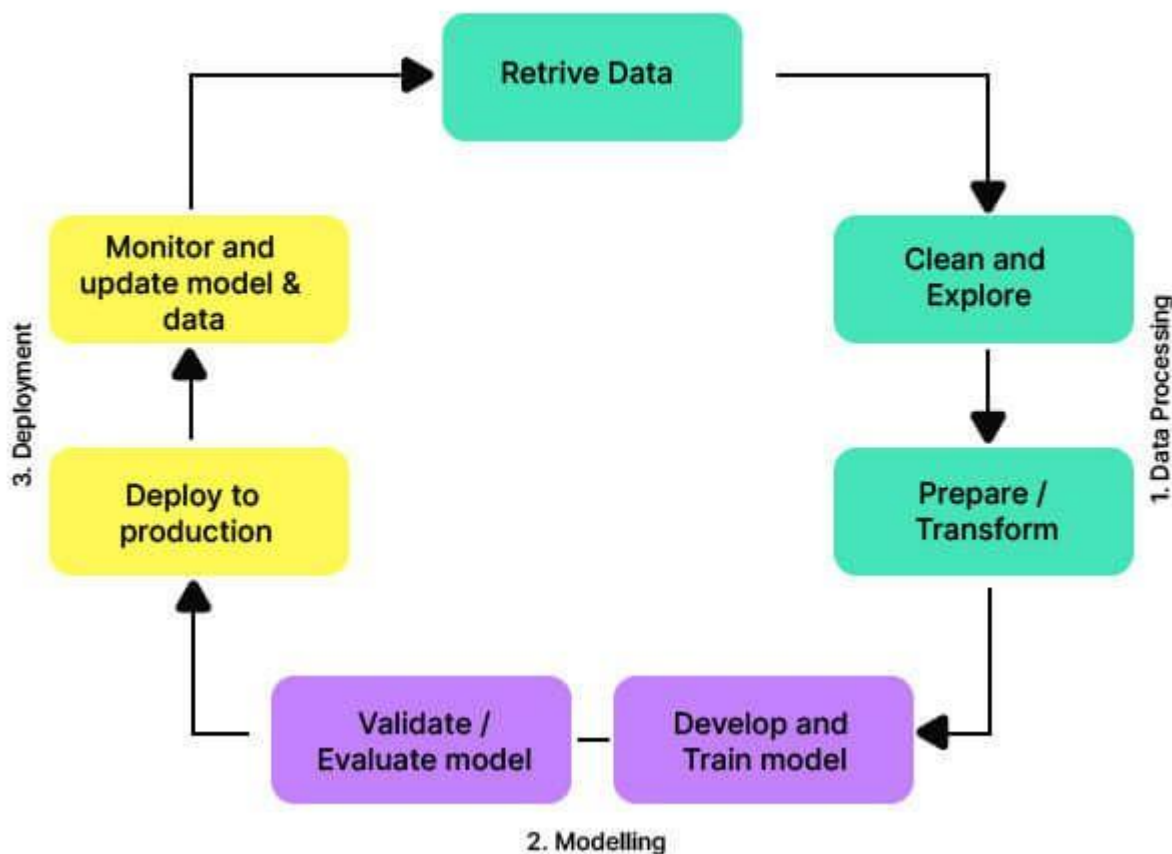 Retrive Data
Clean and
Explore
1. Data Processing
Prepare /
Transform
Develop and
Train model
Validate /
Evaluate model
2. Modelling
Deploy to
production
3. Deployment
Monitor and
update model &
data